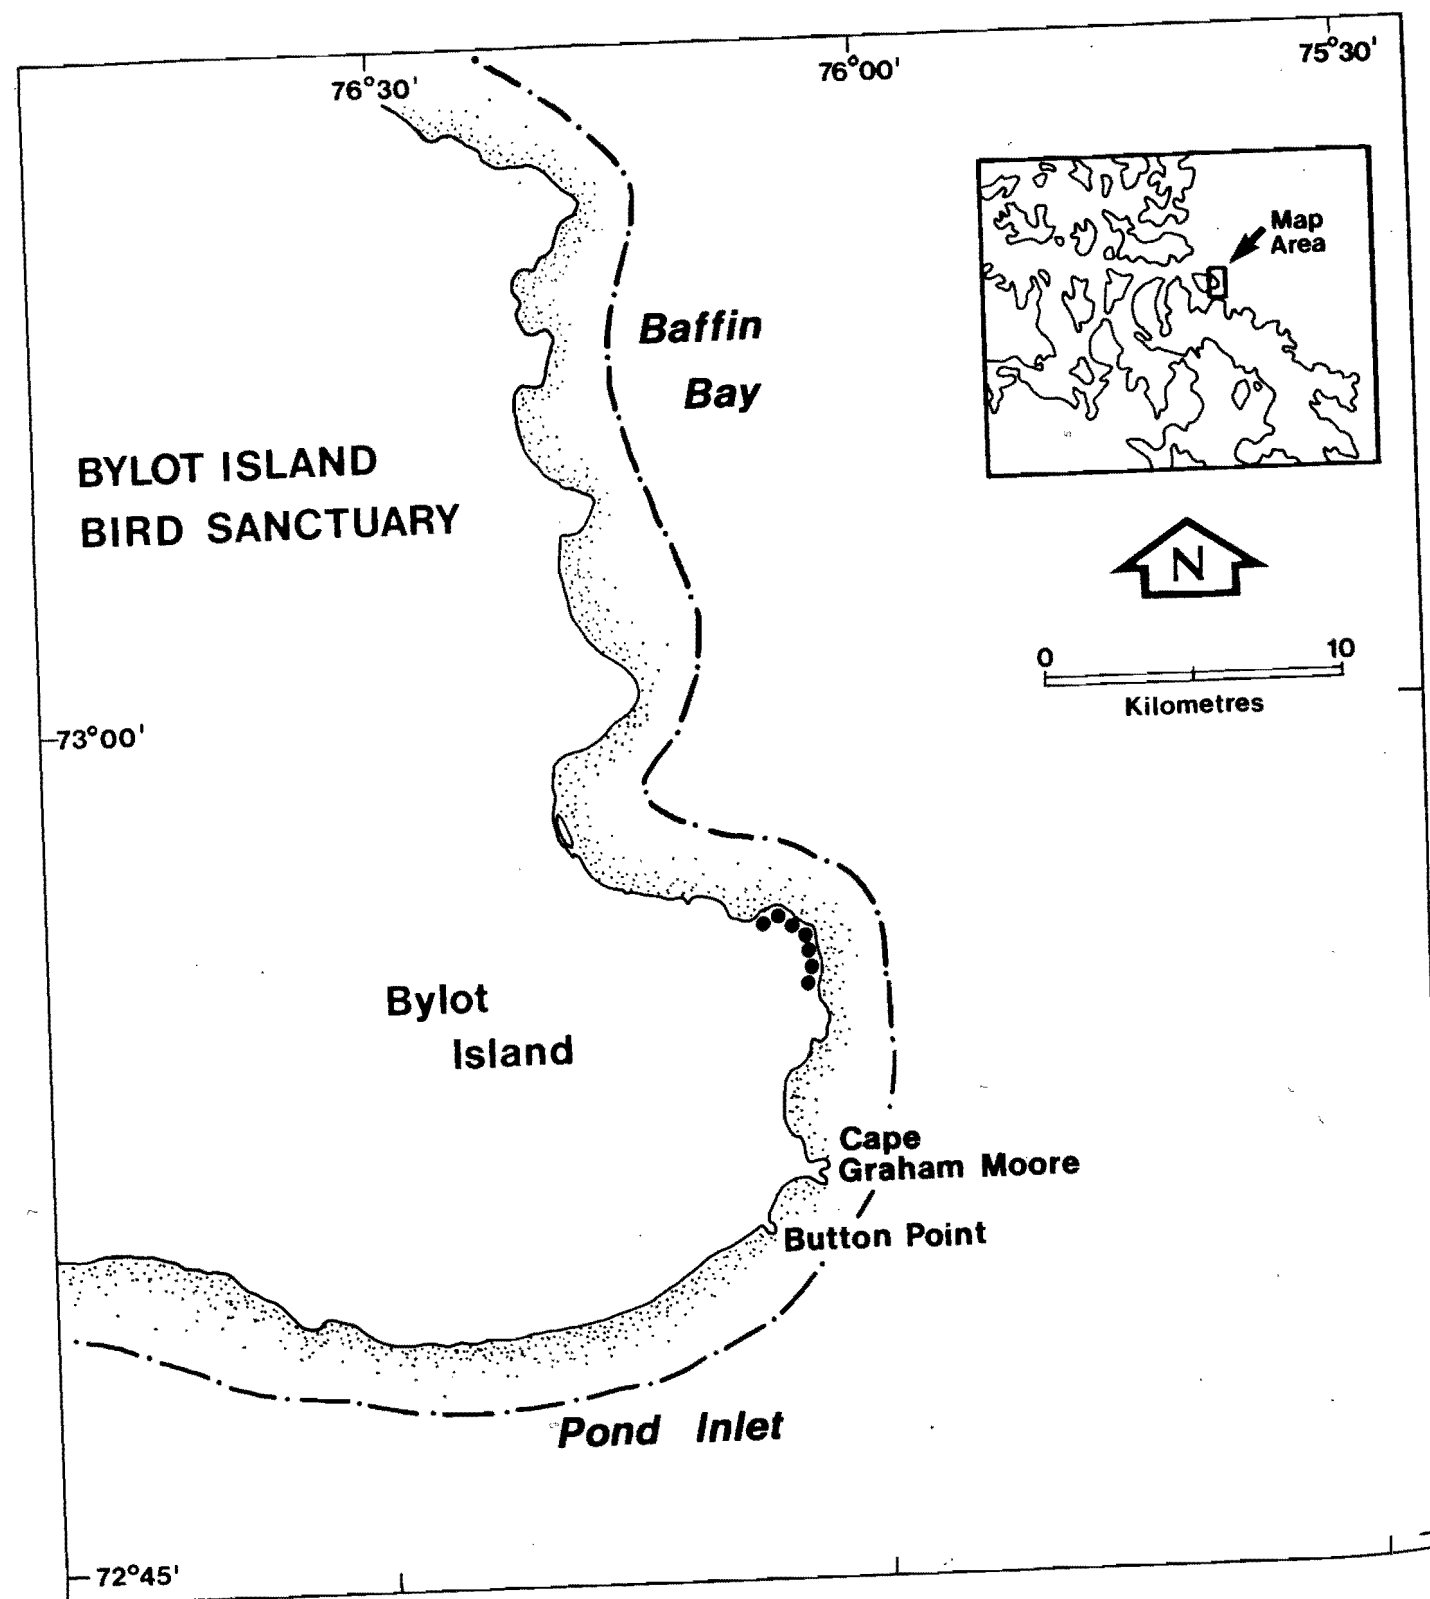 76°30'
76°00'
75°30'
Map
Area
Baffin
Bay
BYLOT ISLAND
BIRD SANCTUARY
N
0
10
Kilometres
73°00'
Bylot
Island
Cape
Graham Moore
Button Point
Pond Inlet
72°45'